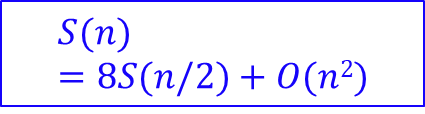 S(n)
= 8S(n/2) + O(n²)